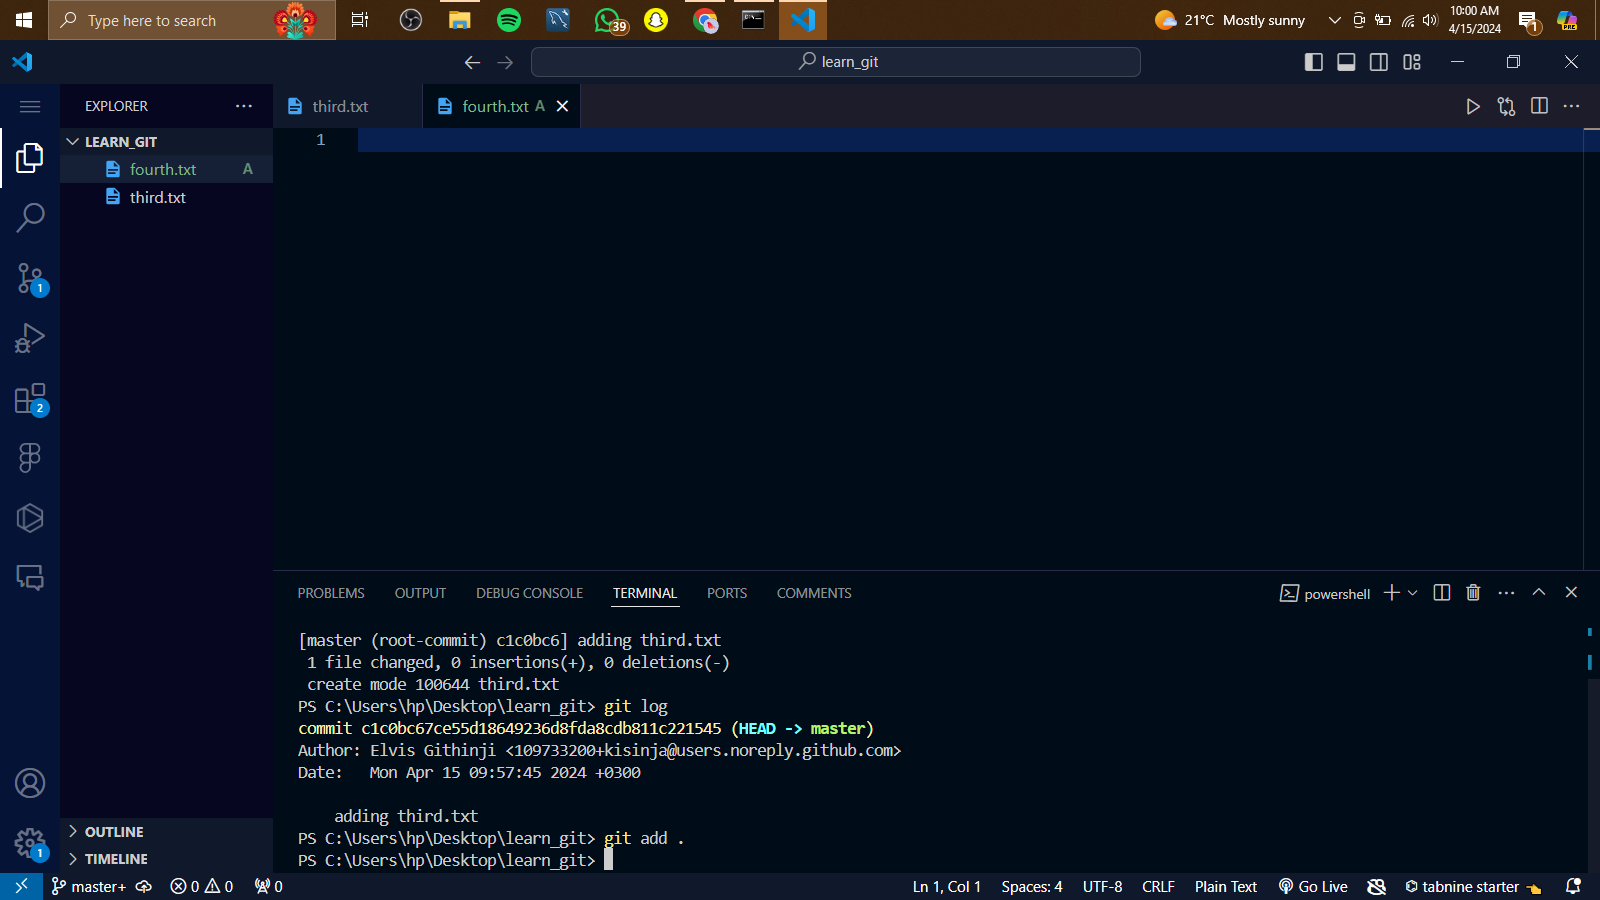 Type here to search
39
21°C Mostly sunny
10:00 AM
4/15/2024
1
PRE
learn_git
EXPLORER
third.txt
fourth.txt A
LEARN_GIT
fourth.txt A
third.txt
1
1
2
PROBLEMS OUTPUT DEBUG CONSOLE TERMINAL PORTS COMMENTS
powershell
[master (root-commit) c1c0bc6] adding third.txt
1 file changed, 0 insertions(+), 0 deletions(-)
create mode 100644 third.txt
PS C:\Users\hp\Desktop\learn_git> git log
commit c1c0bc67ce55d18649236d8fda8cdb811c221545 (HEAD -> master)
Author: Elvis Githinji <109733200+kisinja@users.noreply.github.com>
Date:   Mon Apr 15 09:57:45 2024 +0300
adding third.txt
PS C:\Users\hp\Desktop\learn_git> git add .
PS C:\Users\hp\Desktop\learn_git>
OUTLINE
TIMELINE
1
master+ 0 0 0 Ln 1, Col 1 Spaces: 4 UTF-8 CRLF Plain Text Go Live tabnine starter